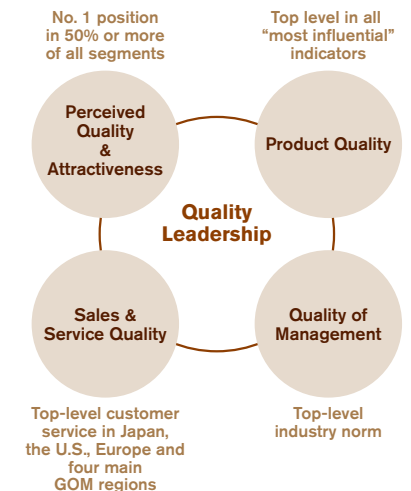 No. 1 position
in 50% or more
of all segments
Top level in all
“most influential”
indicators
Perceived
Quality
&
Attractiveness
Product Quality
Quality
Leadership
Sales &
Service Quality
Quality of
Management
Top-level customer
service in Japan,
the U.S., Europe and
four main
GOM regions
Top-level
industry norm